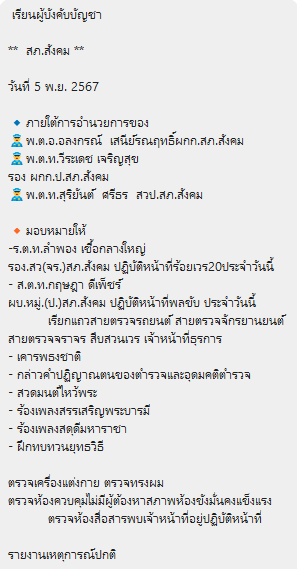 เรียนผู้บังคับบัญชา
** สภ.สังคม **
วันที่ 5 พ.ย. 2567
🔹ภายใต้การอำนวยการของ
👮พ.ต.อ.อลงกรณ์ เสนีย์รณฤทธิ์ผกก.สภ.สังคม
👮พ.ต.ท.วีระเดช เจริญสุข
รอง ผกก.ป.สภ.สังคม
👮พ.ต.ท.สุริยันต์ ศรีธร สวป.สภ.สังคม
🔸มอบหมายให้
-ร.ต.ท.ลำพอง เชื้อกลางใหญ่
รอง.สว(จร.)สภ.สังคม ปฏิบัติหน้าที่ร้อยเวร20ประจำวันนี้
- ส.ต.ท.กฤษฎา ดีเพ็ชร์
ผบ.หมู่.(ป.)สภ.สังคม ปฏิบัติหน้าที่พลขับ ประจำวันนี้
เรียกแถวสายตรวจรถยนต์ สายตรวจจักรยานยนต์
สายตรวจจราจร สืบสวนเวร เจ้าหน้าที่ธุรการ
- เคารพธงชาติ
- กล่าวคำปฏิญาณตนของตำรวจและอุดมคติตำรวจ
- สวดมนต์ไหว้พระ
- ร้องเพลงสรรเสริญพระบารมี
- ร้องเพลงสดุดีมหาราชา
- ฝึกทบทวนยุทธวิธี
ตรวจเครื่องแต่งกาย ตรวจทรงผม
ตรวจห้องควบคุมไม่มีผู้ต้องหาสภาพห้องขังมั่นคงแข็งแรง
ตรวจห้องสื่อสารพบเจ้าหน้าที่อยู่ปฏิบัติหน้าที่
รายงานเหตุการณ์ปกติ